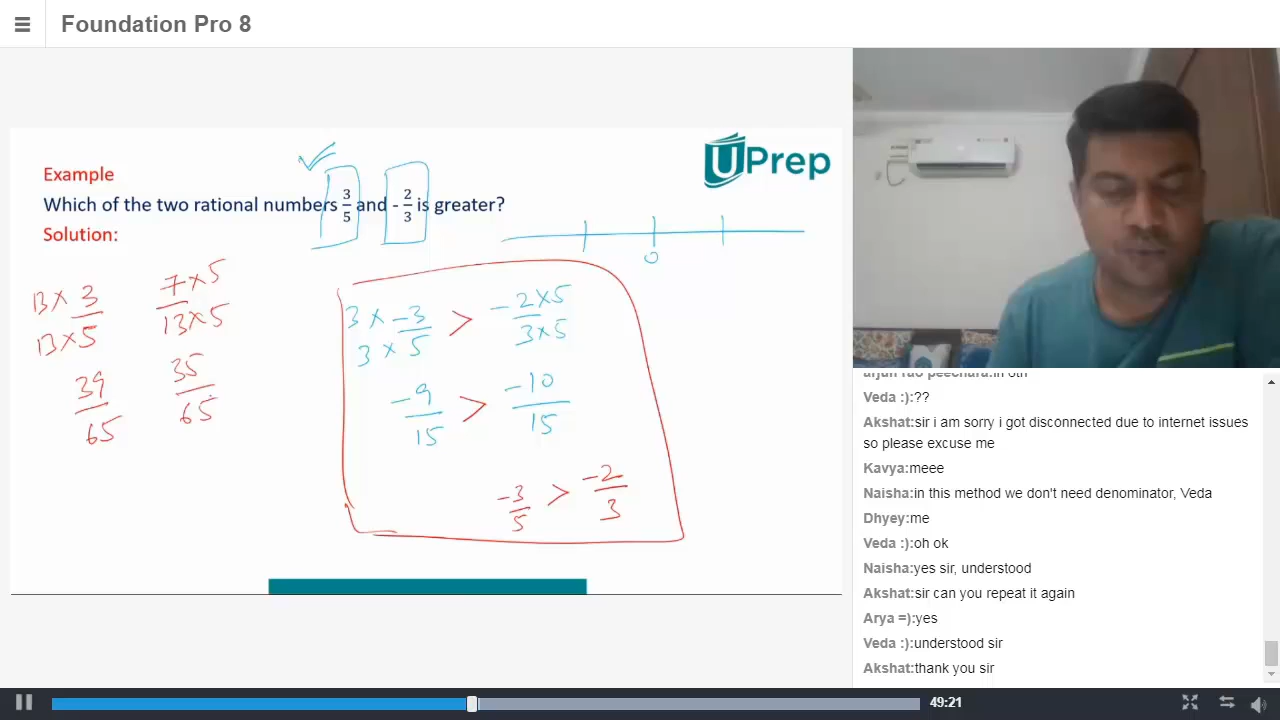 Foundation Pro 8
UPrep
Example
Which of the two rational numbers 3/5 and - 2/3 is greater?
Solution:
0
13 × 3 / 13 × 5
7 × 5 / 13 × 5
39/65
35/65
3 × -3 / 3 × 5 > -2 × 5 / 3 × 5
-9/15 > -10/15
-3/5 > -2/3
Veda :):??
Akshat:sir i am sorry i got disconnected due to internet issues
so please excuse me
Kavya:meee
Naisha:in this method we don't need denominator, Veda
Dhyey:me
Veda :):oh ok
Naisha:yes sir, understood
Akshat:sir can you repeat it again
Arya =):yes
Veda :):understood sir
Akshat:thank you sir
49:21